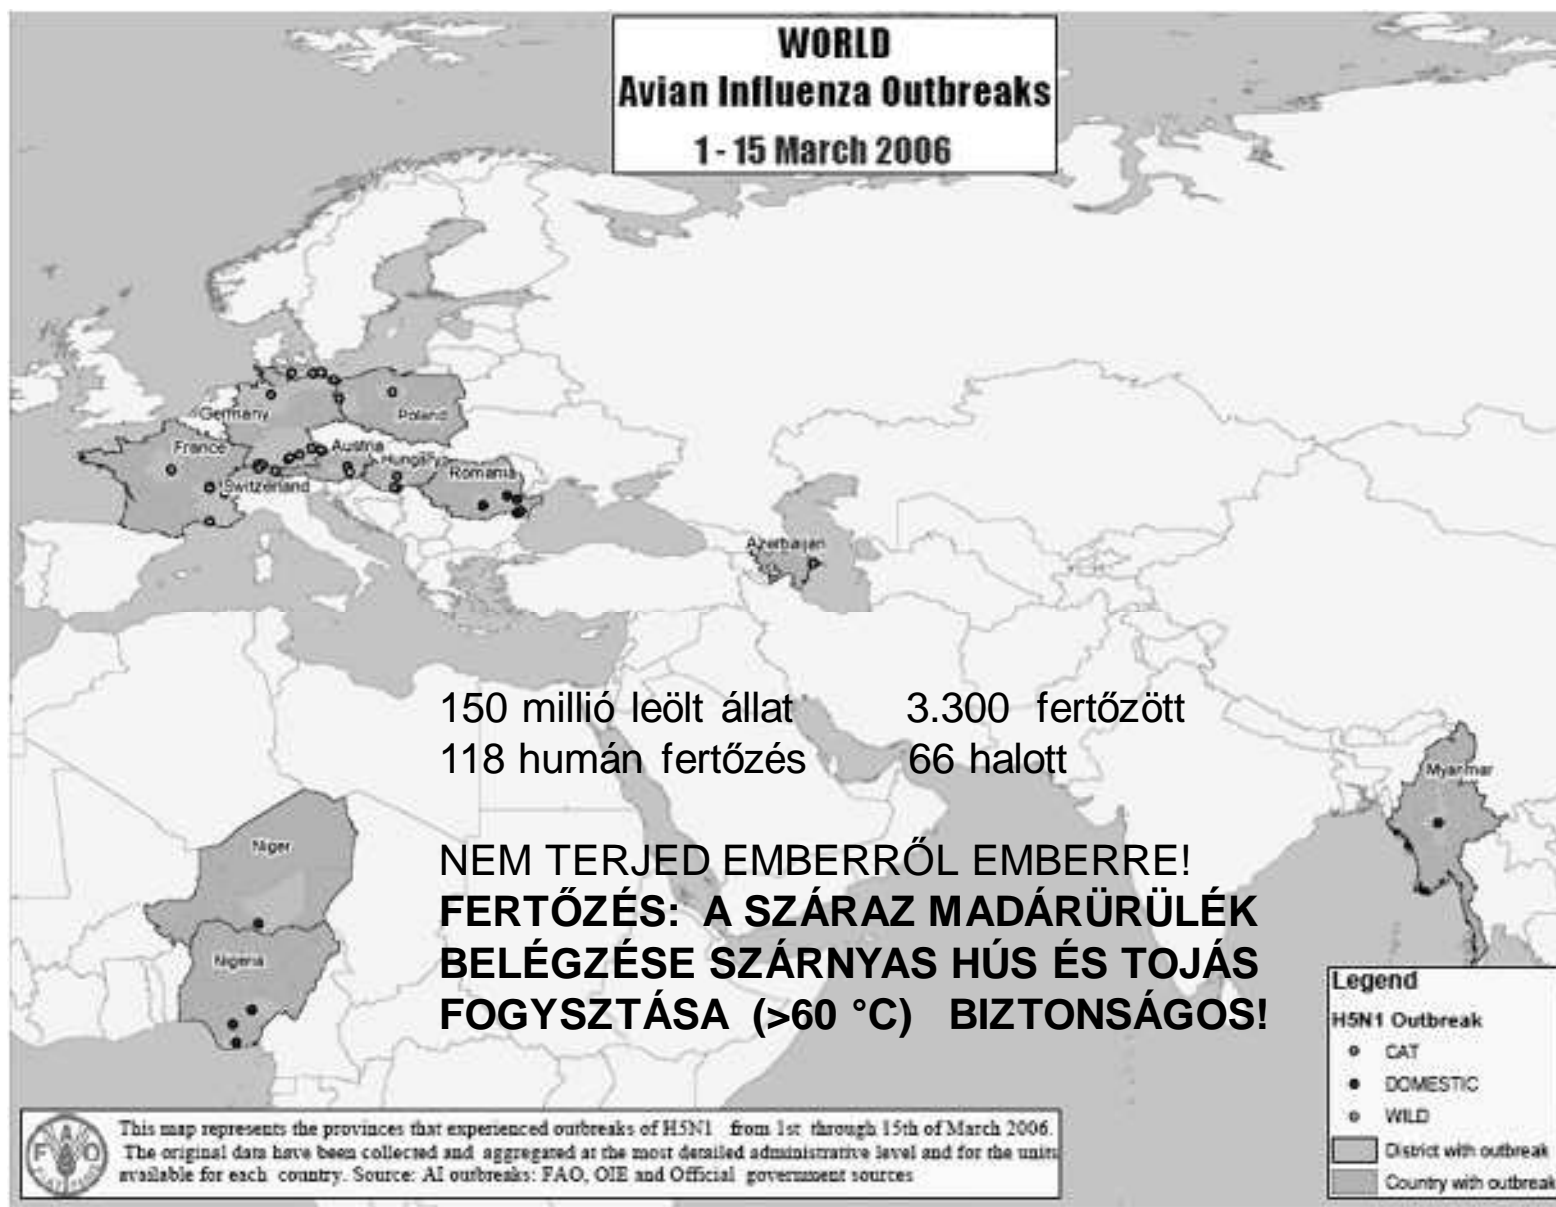 WORLD
Avian Influenza Outbreaks
1 - 15 March 2006
Germany
Poland
France
Austria
Hungary
Switzerland
Romania
Azerbaijan
150 millió leölt állat 3.300 fertőzött
118 humán fertőzés 66 halott
Myanmar
Niger
NEM TERJED EMBERRŐL EMBERRE!
FERTŐZÉS: A SZÁRAZ MADÁRÜRÜLÉK
BELÉGZÉSE SZÁRNYAS HÚS ÉS TOJÁS
FOGYSZTÁSA (>60 °C) BIZTONSÁGOS!
Nigeria
Legend
H5N1 Outbreak
CAT
DOMESTIC
WILD
District with outbreak
Country with outbreak
FAO
This map represents the provinces that experienced outbreaks of H5N1 from 1st through 15th of March 2006.
The original data have been collected and aggregated at the most detailed administrative level and for the units
available for each country. Source: AI outbreaks: FAO, OIE and Official government sources